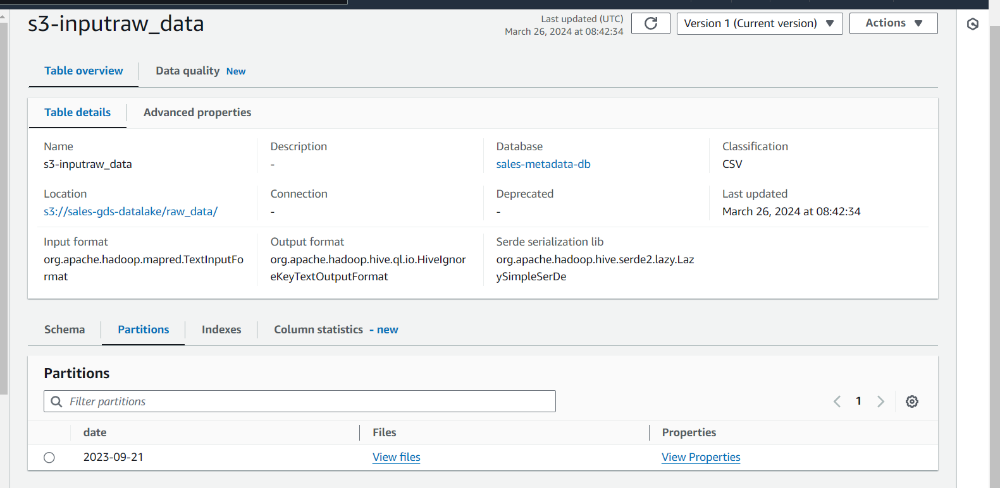 s3-inputraw_data
Last updated (UTC)
March 26, 2024 at 08:42:34
Version 1 (Current version)
Actions
Table overview
Data quality New
Table details
Advanced properties
Name
s3-inputraw_data
Description
-
Database
sales-metadata-db
Classification
CSV
Location
s3://sales-gds-datalake/raw_data/
Connection
-
Deprecated
-
Last updated
March 26, 2024 at 08:42:34
Input format
org.apache.hadoop.mapred.TextInputFo
rmat
Output format
org.apache.hadoop.hive.ql.io.HiveIgnor
eKeyTextOutputFormat
Serde serialization lib
org.apache.hadoop.hive.serde2.lazy.Laz
ySimpleSerDe
Schema
Partitions
Indexes
Column statistics - new
Partitions
Filter partitions
1
date
Files
Properties
2023-09-21
View files
View Properties